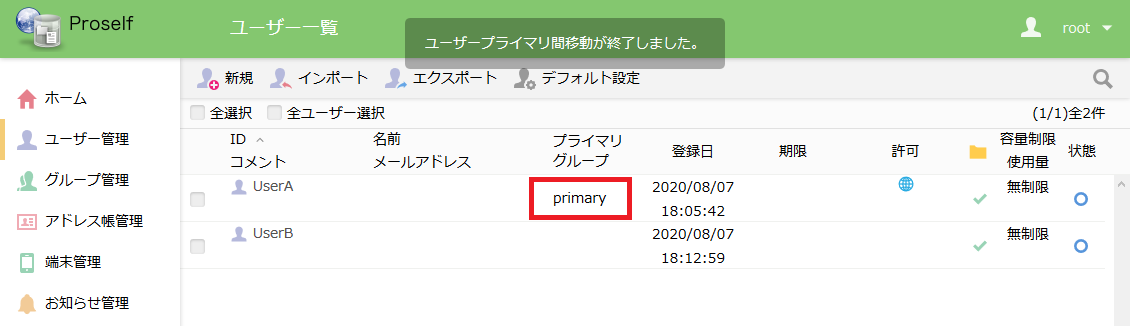 Proself
ユーザー一覧
ユーザープライマリ間移動が終了しました。
root
新規
インポート
エクスポート
デフォルト設定
ホーム
ユーザー管理
グループ管理
アドレス帳管理
端末管理
お知らせ管理
全選択
全ユーザー選択
(1/1)全2件
ID
コメント
名前
メールアドレス
プライマリ
グループ
登録日
期限
許可
容量制限
使用量
状態
UserA
primary
2020/08/07
18:05:42
無制限
UserB
2020/08/07
18:12:59
無制限